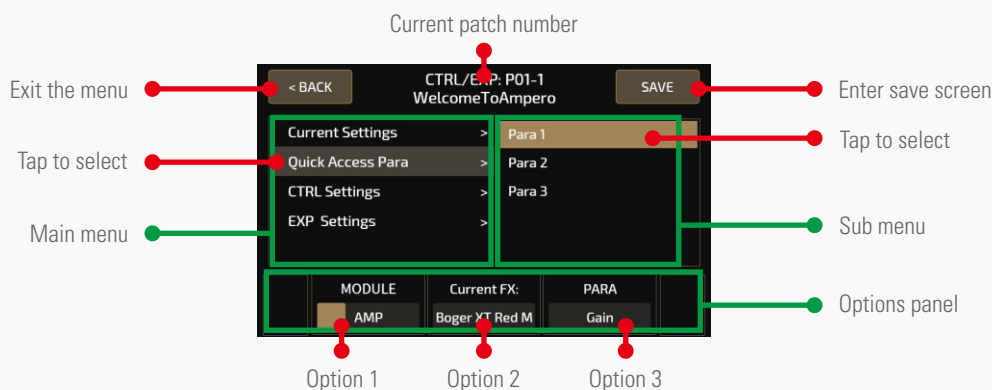 Current patch number
Exit the menu
< BACK
CTRL/EXP: P01-1
WelcomeToAmpero
SAVE
Enter save screen
Tap to select
Main menu
Current Settings >
Quick Access Para >
CTRL Settings >
EXP Settings >
Para 1
Para 2
Para 3
Tap to select
Sub menu
MODULE
AMP
Current FX:
Boger XT Red M
PARA
Gain
Options panel
Option 1
Option 2
Option 3